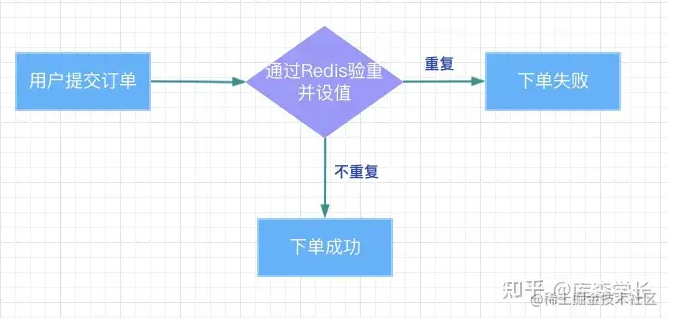 用户提交订单
通过Redis验重
并设值
重复
下单失败
不重复
下单成功
知乎
@稀土掘金技术社区